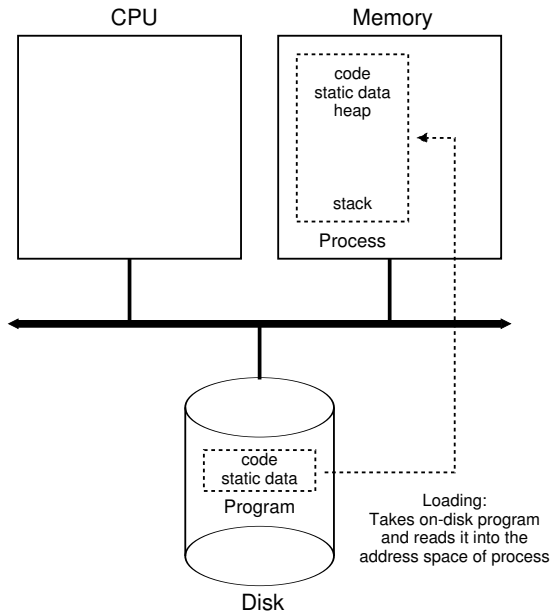 CPU
Memory
code
static data
heap
stack
Process
code
static data
Program
Loading:
Takes on-disk program
and reads it into the
address space of process
Disk